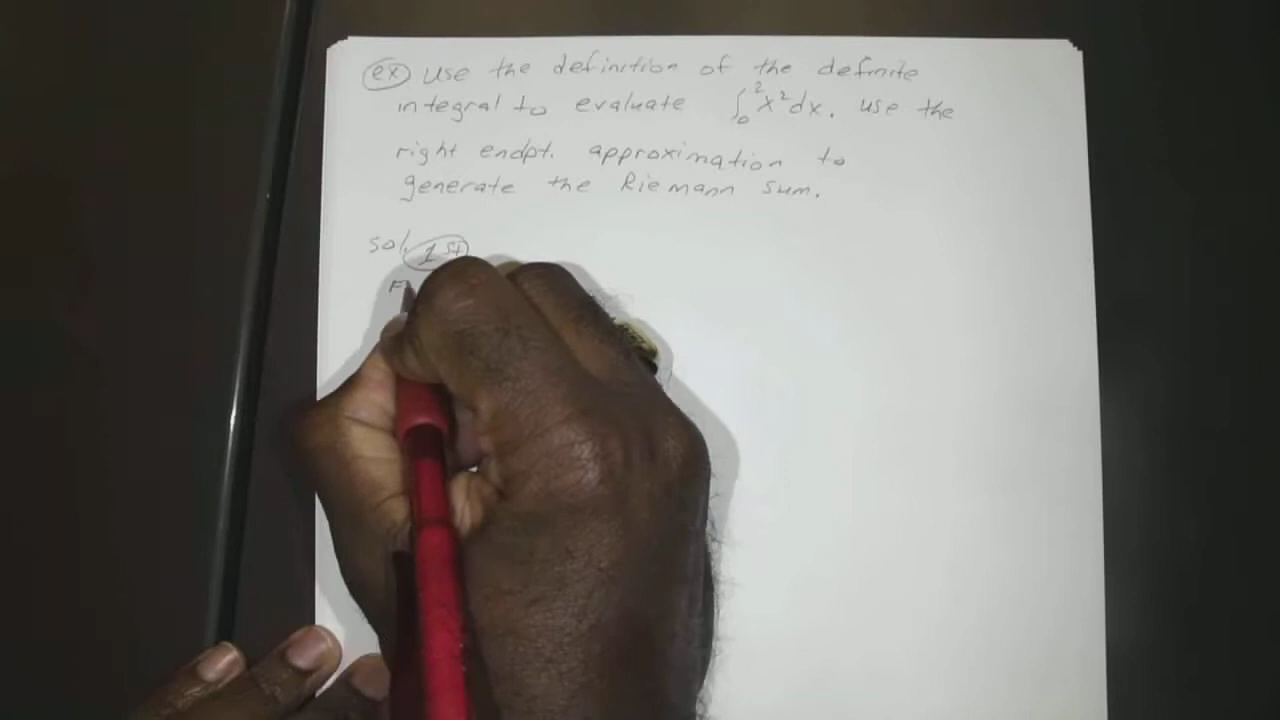 ex Use the definition of the definite
integral to evaluate ∫₀² x² dx. Use the
right endpt. approximation to
generate the Riemann sum.
Sol. 1st
F